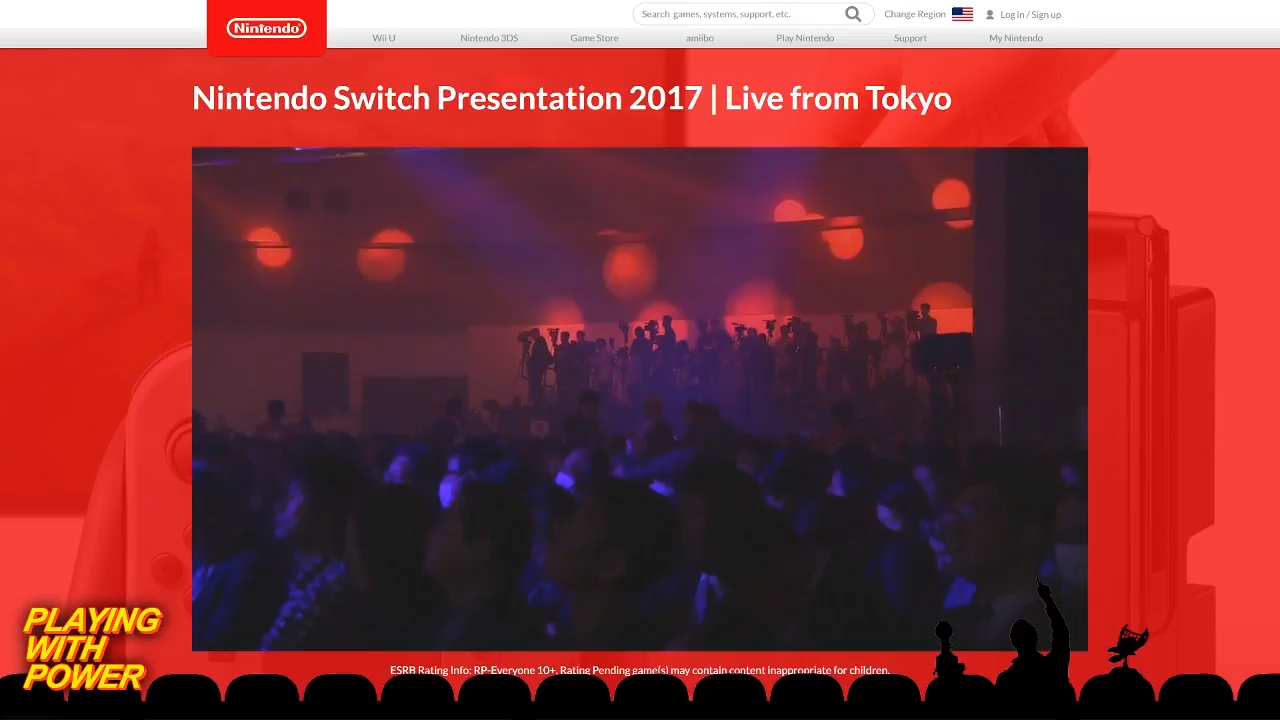 Nintendo
Search games, systems, support, etc.
Change Region
Log in / Sign up
Wii U
Nintendo 3DS
Game Store
amiibo
Play Nintendo
Support
My Nintendo
Nintendo Switch Presentation 2017 | Live from Tokyo
PLAYING
WITH
POWER
ESRB Rating Info: RP-Everyone 10+, Rating Pending game(s) may contain content inappropriate for children.